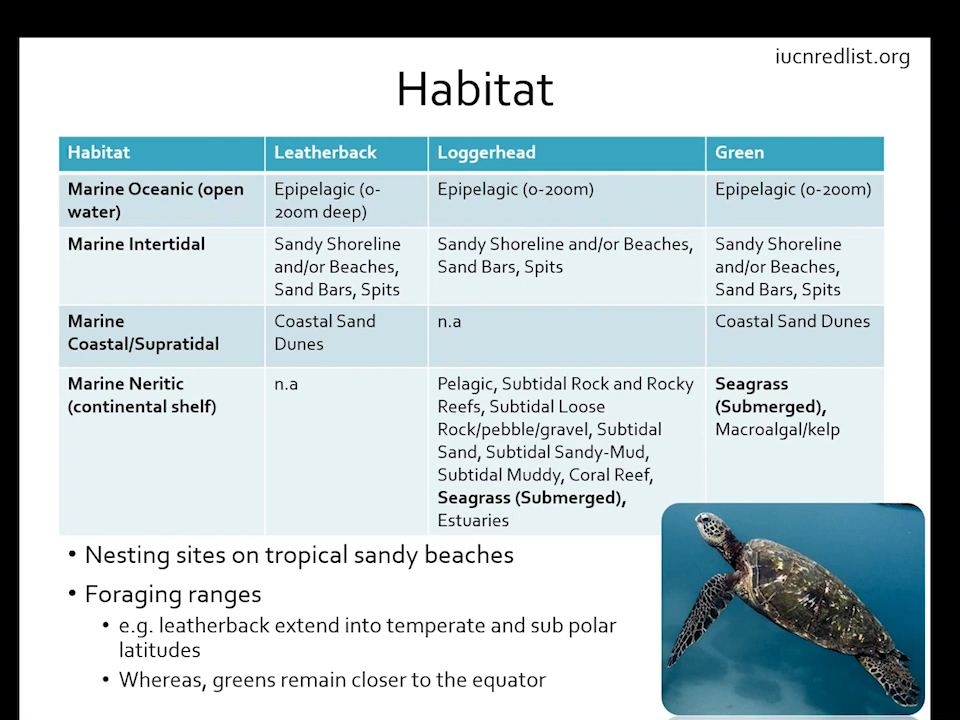 iucnredlist.org
Habitat
Habitat Leatherback Loggerhead Green
Marine Oceanic (open water) Epipelagic (0-200m deep) Epipelagic (0-200m) Epipelagic (0-200m)
Marine Intertidal Sandy Shoreline and/or Beaches, Sand Bars, Spits Sandy Shoreline and/or Beaches, Sand Bars, Spits Sandy Shoreline and/or Beaches, Sand Bars, Spits
Marine Coastal/Supratidal Coastal Sand Dunes n.a Coastal Sand Dunes
Marine Neritic (continental shelf) n.a Pelagic, Subtidal Rock and Rocky Reefs, Subtidal Loose Rock/pebble/gravel, Subtidal Sand, Subtidal Sandy-Mud, Subtidal Muddy, Coral Reef, Seagrass (Submerged), Estuaries Seagrass (Submerged), Macroalgal/kelp
• Nesting sites on tropical sandy beaches
• Foraging ranges
• e.g. leatherback extend into temperate and sub polar
latitudes
• Whereas, greens remain closer to the equator